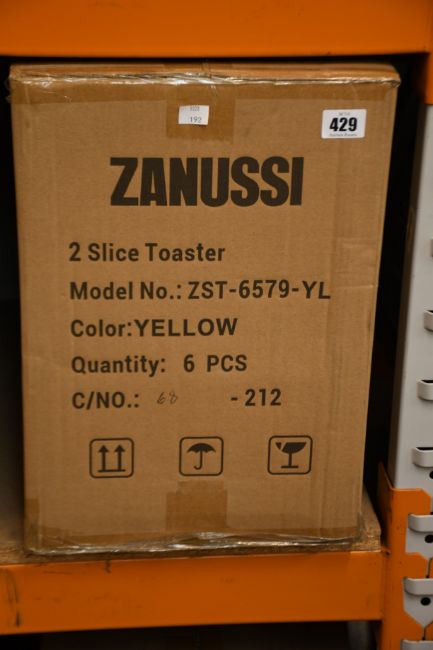 192
429
ZANUSSI
2 Slice Toaster
Model No.: ZST-6579-YL
Color:YELLOW
Quantity: 6 PCS
C/NO.: 68 - 212